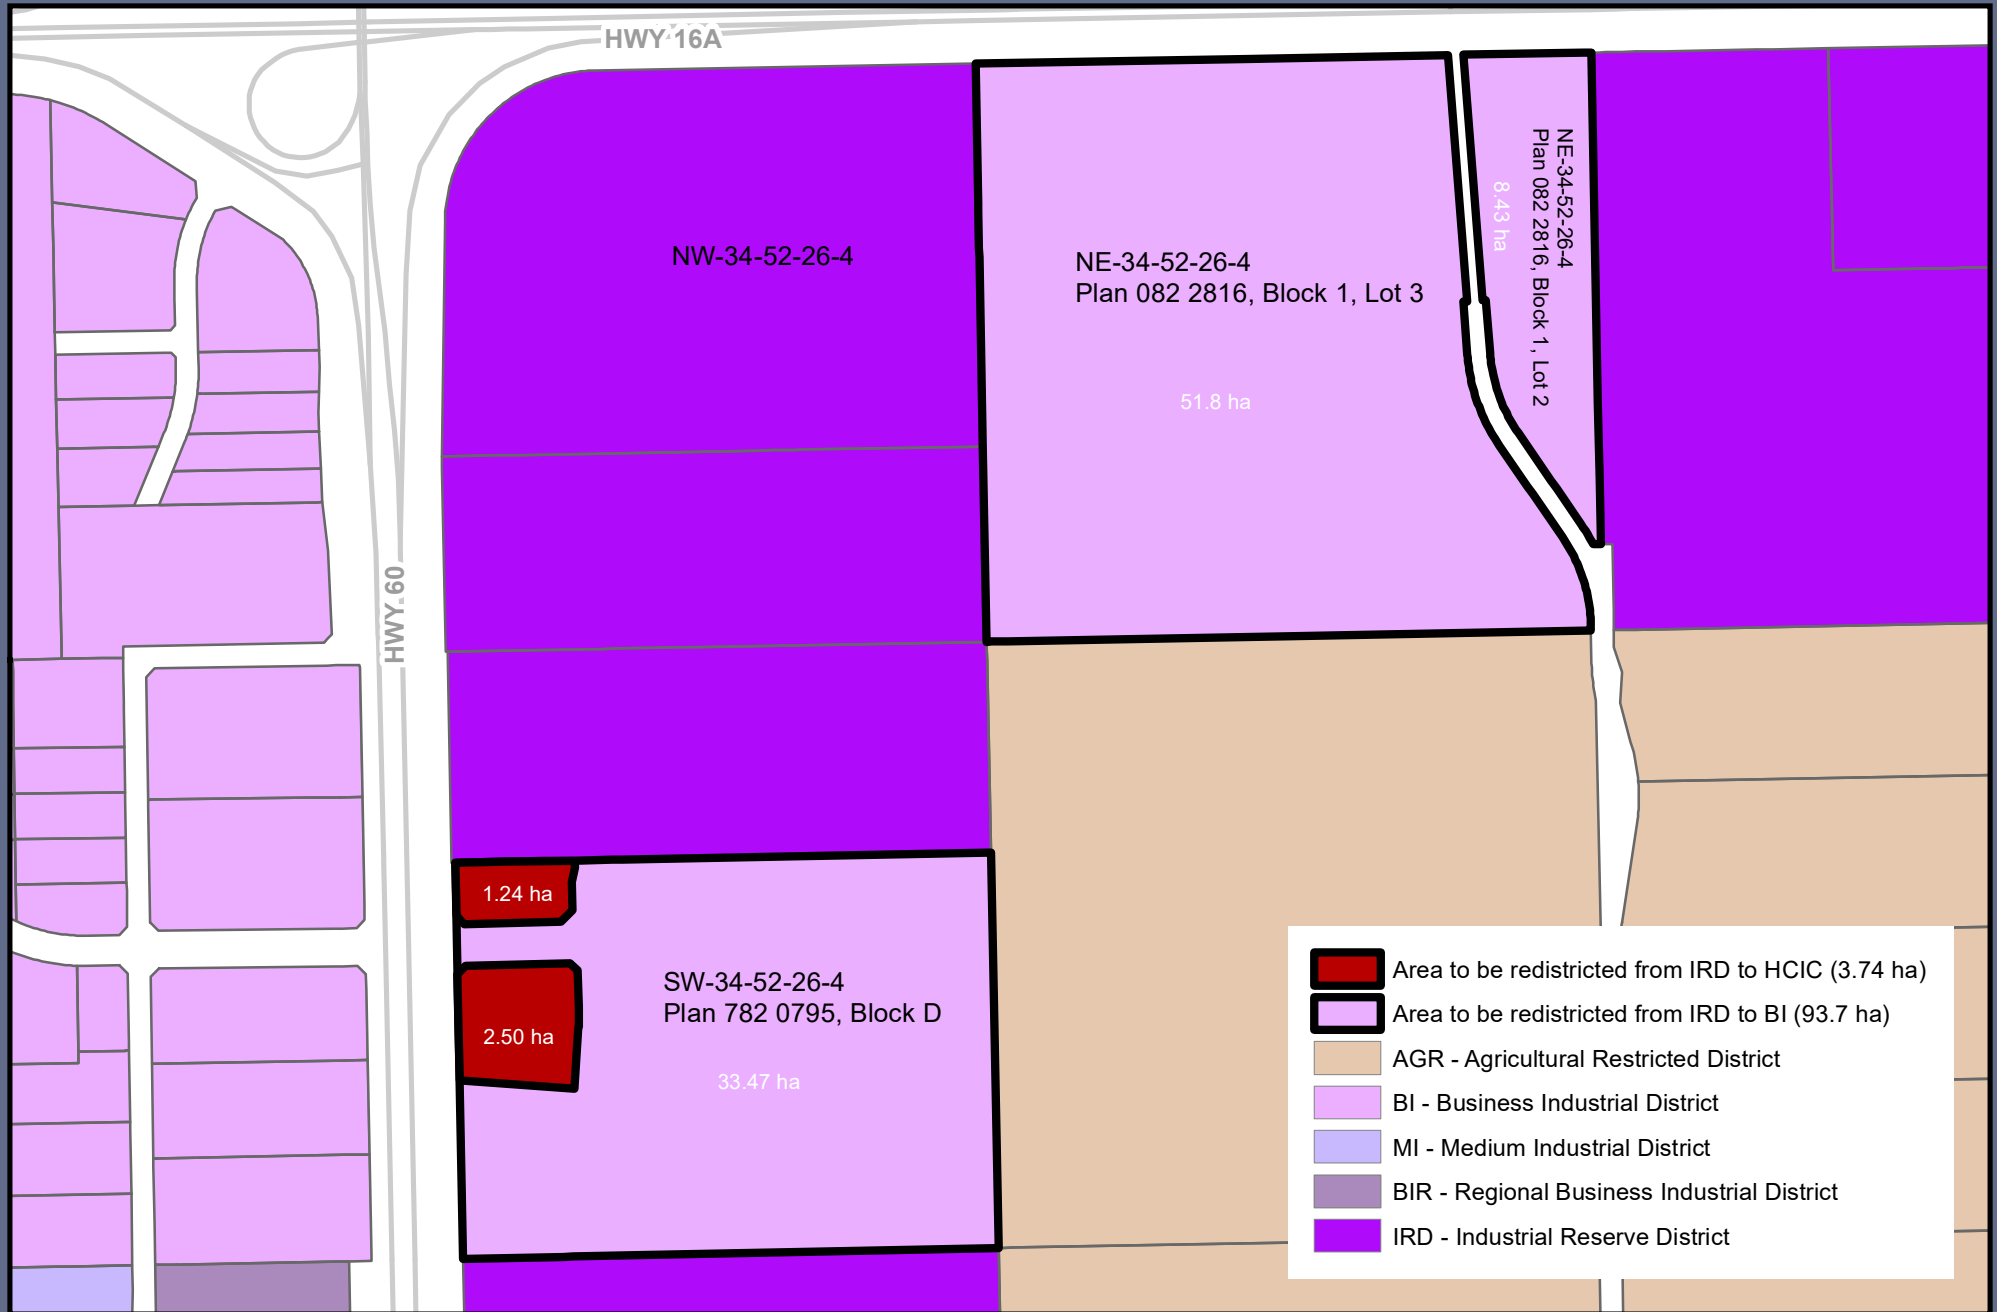 HWY 16A
NW-34-52-26-4
NE-34-52-26-4
Plan 082 2816, Block 1, Lot 3
51.8 ha
NE-34-52-26-4
Plan 082 2816, Block 1, Lot 2
8.43 ha
HWY 60
1.24 ha
2.50 ha
SW-34-52-26-4
Plan 782 0795, Block D
33.47 ha
Area to be redistricted from IRD to HCIC (3.74 ha)
Area to be redistricted from IRD to BI (93.7 ha)
AGR - Agricultural Restricted District
BI - Business Industrial District
MI - Medium Industrial District
BIR - Regional Business Industrial District
IRD - Industrial Reserve District